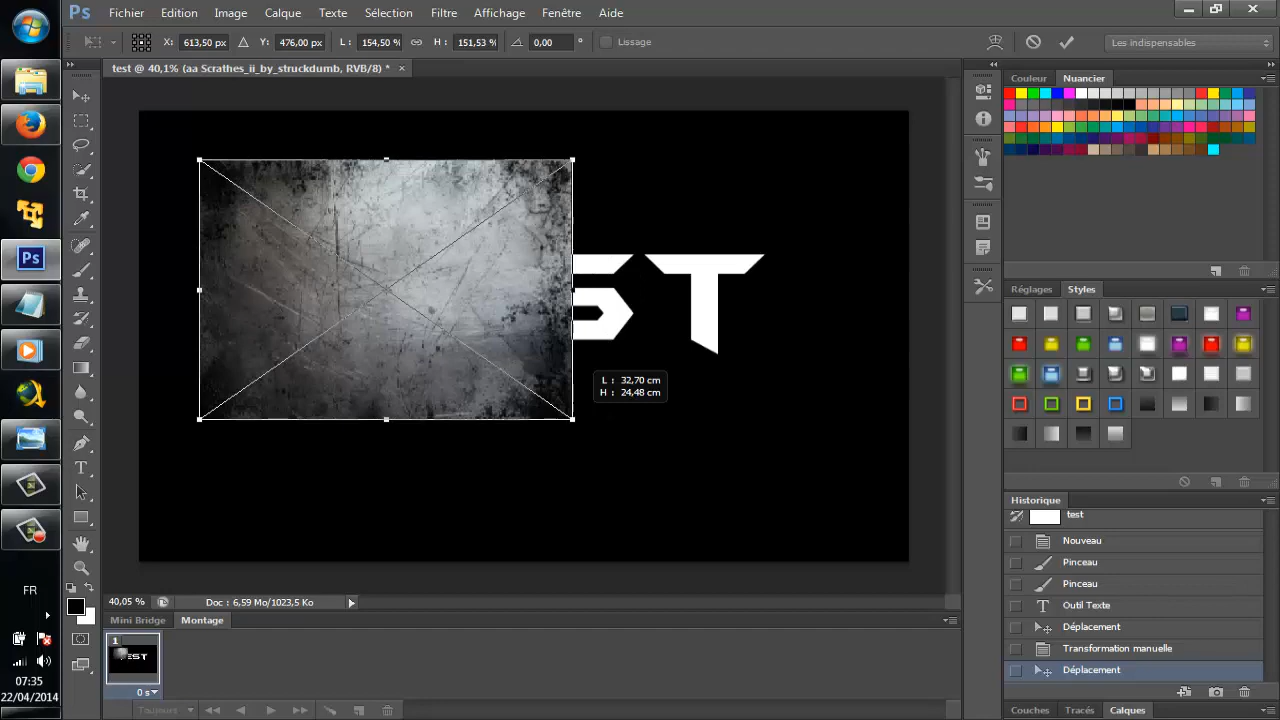 Ps Fichier Edition Image Calque Texte Sélection Filtre Affichage Fenêtre Aide
X: 613,50 px Y: 476,00 px L: 154,50 % H: 151,53 % 0,00 ° Lissage Les indispensables
test @ 40,1% (aa Scrathes_ii_by_struckdumb, RVB/8) * ×
Couleur Nuancier
ST
Ps
Réglages Styles
L : 32,70 cm
H : 24,48 cm
Historique
test
Nouveau
Pinceau
Pinceau
Outil Texte
Déplacement
Transformation manuelle
Déplacement
FR
40,05 % Doc : 6,59 Mo/1023,5 Ko
Mini Bridge Montage
1
EST
0 s
07:35
22/04/2014
Toujours
Couches Tracés Calques